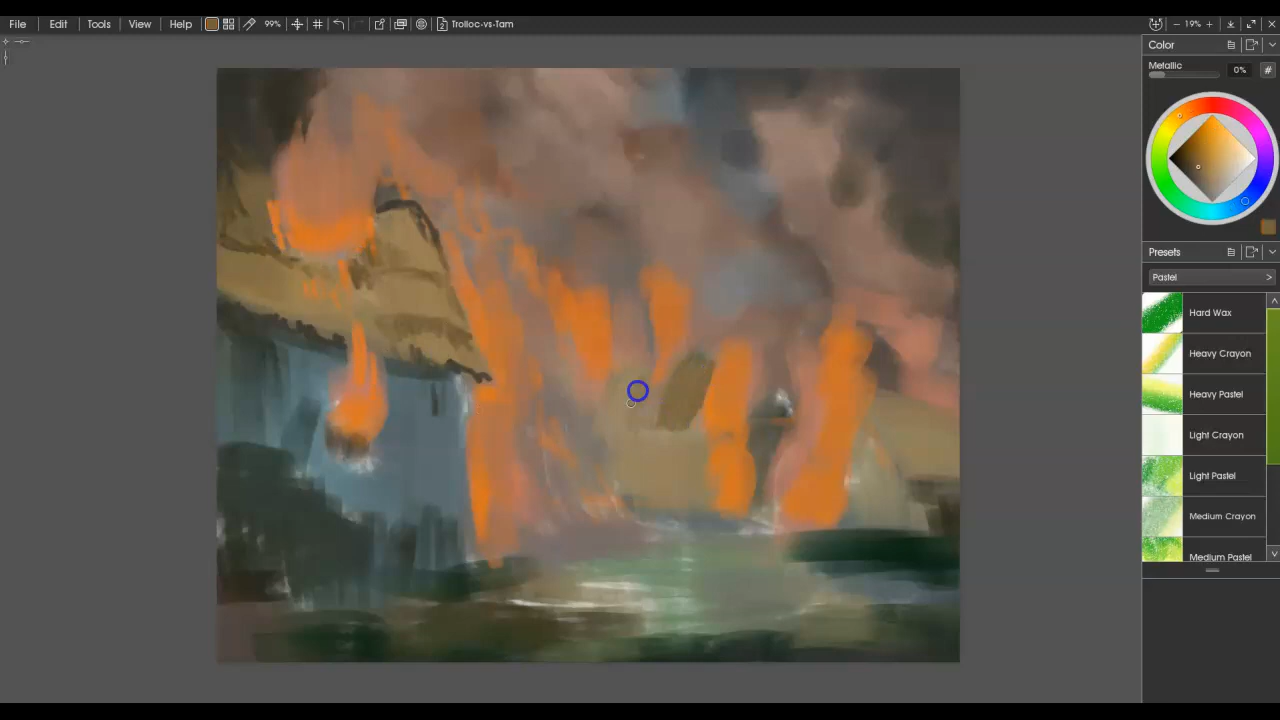 File Edit Tools View Help 99% Trolloc-vs-Tam − 19% +
Color
Metallic 0% #
Presets
Pastel >
Hard Wax
Heavy Crayon
Heavy Pastel
Light Crayon
Light Pastel
Medium Crayon
Medium Pastel